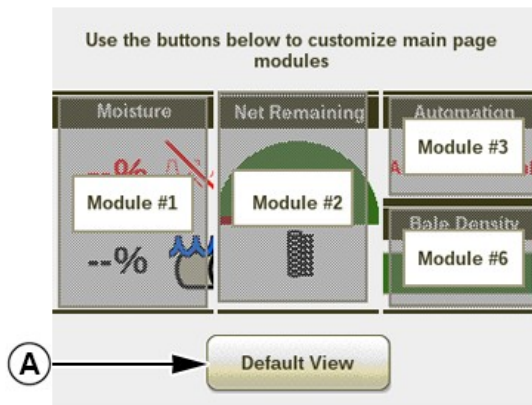 Use the buttons below to customize main page
modules
Moisture
Net Remaining
Automation
--%
Module #1
Module #2
Module #3
--%
Bale Density
Module #6
A
Default View